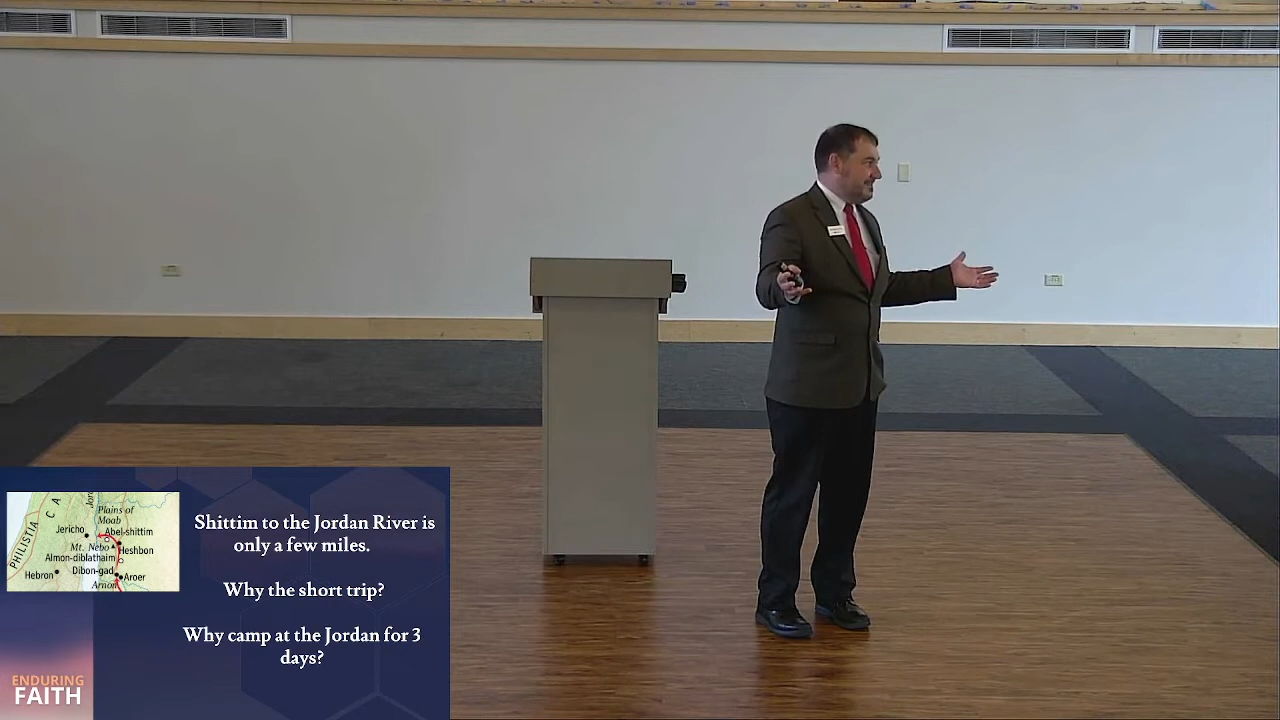 Shittim to the Jordan River is
only a few miles.
Why the short trip?
Why camp at the Jordan for 3
days?
PHILISTIA
C A
Plains of
Moab
Jericho
Abel-shittim
Mt. Nebo
Heshbon
Almon-diblathaim
Dibon-gad
Hebron
Aroer
Arnon
ENDURING
FAITH